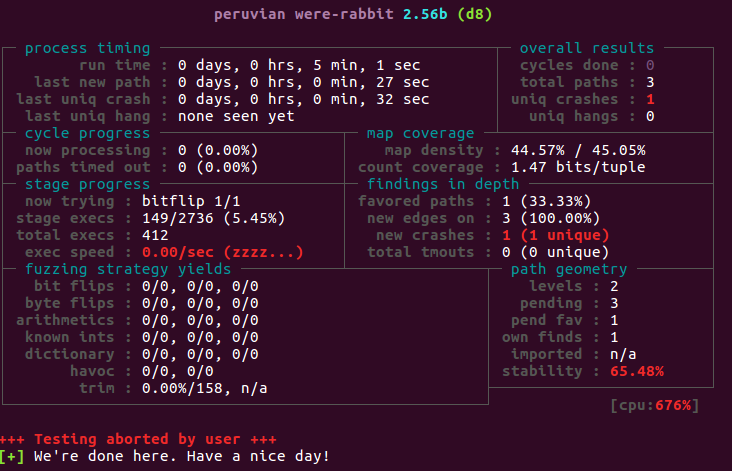 peruvian were-rabbit 2.56b (d8)
process timing overall results
run time : 0 days, 0 hrs, 5 min, 1 sec cycles done : 0
last new path : 0 days, 0 hrs, 0 min, 27 sec total paths : 3
last uniq crash : 0 days, 0 hrs, 0 min, 32 sec uniq crashes : 1
last uniq hang : none seen yet uniq hangs : 0
cycle progress map coverage
now processing : 0 (0.00%) map density : 44.57% / 45.05%
paths timed out : 0 (0.00%) count coverage : 1.47 bits/tuple
stage progress findings in depth
now trying : bitflip 1/1 favored paths : 1 (33.33%)
stage execs : 149/2736 (5.45%) new edges on : 3 (100.00%)
total execs : 412 new crashes : 1 (1 unique)
exec speed : 0.00/sec (zzzz...) total tmouts : 0 (0 unique)
fuzzing strategy yields path geometry
bit flips : 0/0, 0/0, 0/0 levels : 2
byte flips : 0/0, 0/0, 0/0 pending : 3
arithmetics : 0/0, 0/0, 0/0 pend fav : 1
known ints : 0/0, 0/0, 0/0 own finds : 1
dictionary : 0/0, 0/0, 0/0 imported : n/a
havoc : 0/0, 0/0 stability : 65.48%
trim : 0.00%/158, n/a
[cpu:676%]
+++ Testing aborted by user +++
[+] We're done here. Have a nice day!